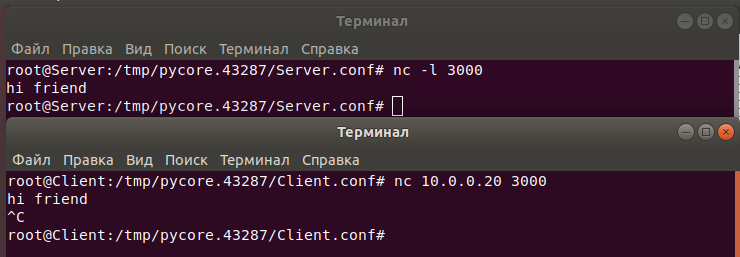 Терминал
Файл Правка Вид Поиск Терминал Справка
root@Server:/tmp/pycore.43287/Server.conf# nc -l 3000
hi friend
root@Server:/tmp/pycore.43287/Server.conf#
Терминал
Файл Правка Вид Поиск Терминал Справка
root@Client:/tmp/pycore.43287/Client.conf# nc 10.0.0.20 3000
hi friend
^C
root@Client:/tmp/pycore.43287/Client.conf#